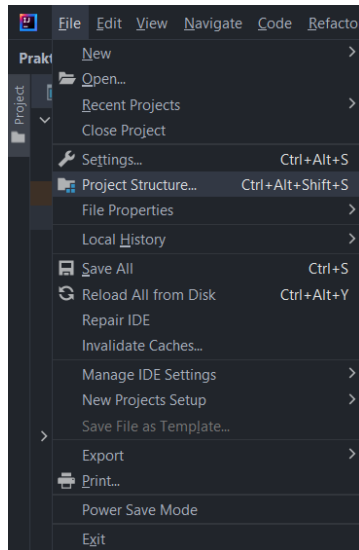 File Edit View Navigate Code Refacto
Prakt
Project
New
Open...
Recent Projects
Close Project
Settings... Ctrl+Alt+S
Project Structure... Ctrl+Alt+Shift+S
File Properties
Local History
Save All Ctrl+S
Reload All from Disk Ctrl+Alt+Y
Repair IDE
Invalidate Caches...
Manage IDE Settings
New Projects Setup
Save File as Template...
Export
Print...
Power Save Mode
Exit